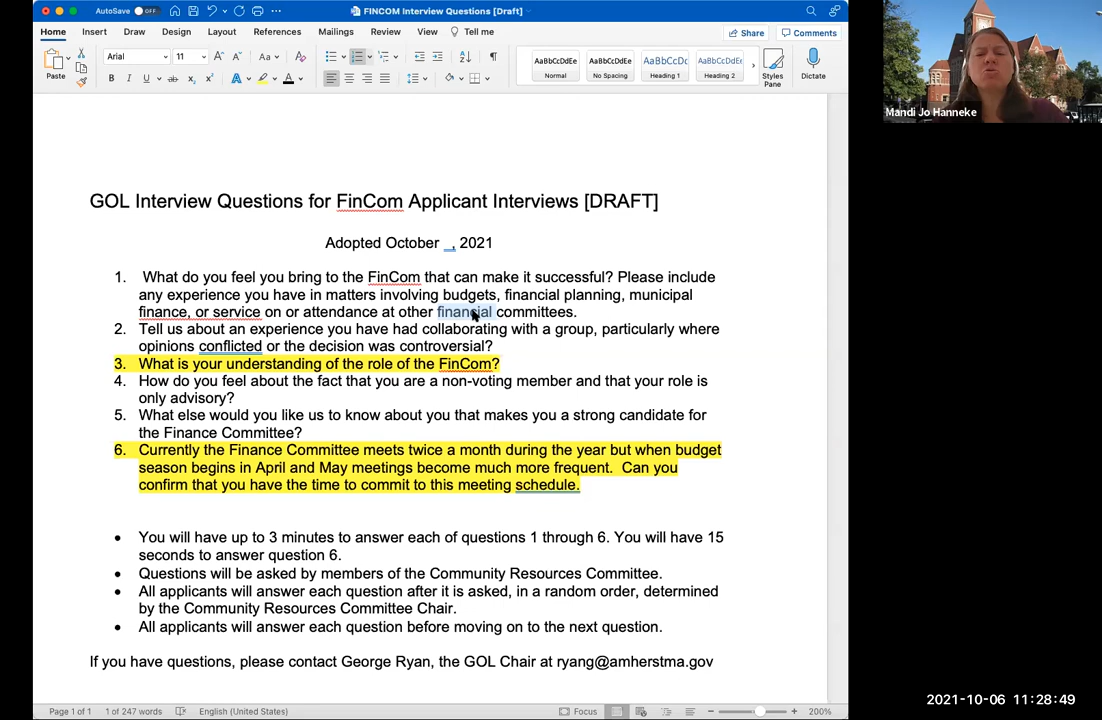 AutoSave OFF
FINCOM Interview Questions [Draft]
Home Insert Draw Design Layout References Mailings Review View Tell me
Share Comments
Paste
Arial 11
AaBbCcDdEe AaBbCcDdEe AaBbCcDc AaBbCcDdEe
Normal No Spacing Heading 1 Heading 2
Styles Pane
Dictate
Mandi Jo Hanneke
GOL Interview Questions for FinCom Applicant Interviews [DRAFT]
Adopted October _, 2021
1. What do you feel you bring to the FinCom that can make it successful? Please include
any experience you have in matters involving budgets, financial planning, municipal
finance, or service on or attendance at other financial committees.
2. Tell us about an experience you have had collaborating with a group, particularly where
opinions conflicted or the decision was controversial?
3. What is your understanding of the role of the FinCom?
4. How do you feel about the fact that you are a non-voting member and that your role is
only advisory?
5. What else would you like us to know about you that makes you a strong candidate for
the Finance Committee?
6. Currently the Finance Committee meets twice a month during the year but when budget
season begins in April and May meetings become much more frequent. Can you
confirm that you have the time to commit to this meeting schedule.
• You will have up to 3 minutes to answer each of questions 1 through 6. You will have 15
seconds to answer question 6.
• Questions will be asked by members of the Community Resources Committee.
• All applicants will answer each question after it is asked, in a random order, determined
by the Community Resources Committee Chair.
• All applicants will answer each question before moving on to the next question.
If you have questions, please contact George Ryan, the GOL Chair at ryang@amherstma.gov
Page 1 of 1 1 of 247 words English (United States) Focus 200%
2021-10-06 11:28:49